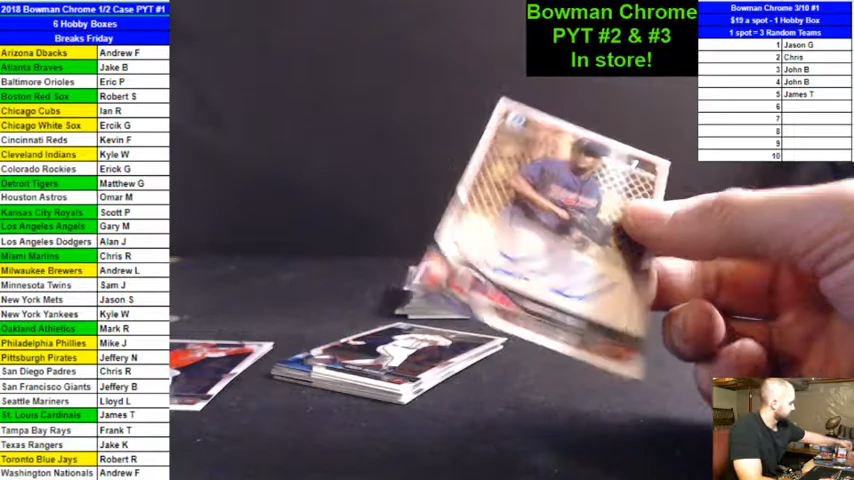 2018 Bowman Chrome 1/2 Case PYT #1
6 Hobby Boxes
Breaks Friday
Arizona Dbacks Andrew F
Atlanta Braves Jake B
Baltimore Orioles Eric P
Boston Red Sox Robert S
Chicago Cubs Ian R
Chicago White Sox Ercik G
Cincinnati Reds Kevin F
Cleveland Indians Kyle W
Colorado Rockies Erick G
Detroit Tigers Matthew G
Houston Astros Omar M
Kansas City Royals Scott P
Los Angeles Angels Gary M
Los Angeles Dodgers Alan J
Miami Marlins Chris R
Milwaukee Brewers Andrew L
Minnesota Twins Sam J
New York Mets Jason S
New York Yankees Kyle W
Oakland Athletics Mark R
Philadelphia Phillies Mike J
Pittsburgh Pirates Jeffery N
San Diego Padres Chris R
San Francisco Giants Jeffery B
Seattle Mariners Lloyd L
St. Louis Cardinals James T
Tampa Bay Rays Frank T
Texas Rangers Jake K
Toronto Blue Jays Robert R
Washington Nationals Andrew F
Bowman Chrome
PYT #2 & #3
In store!
Bowman Chrome 3/10 #1
$19 a spot - 1 Hobby Box
1 spot = 3 Random Teams
1 Jason G
2 Chris
3 John B
4 John B
5 James T
6
7
8
9
10